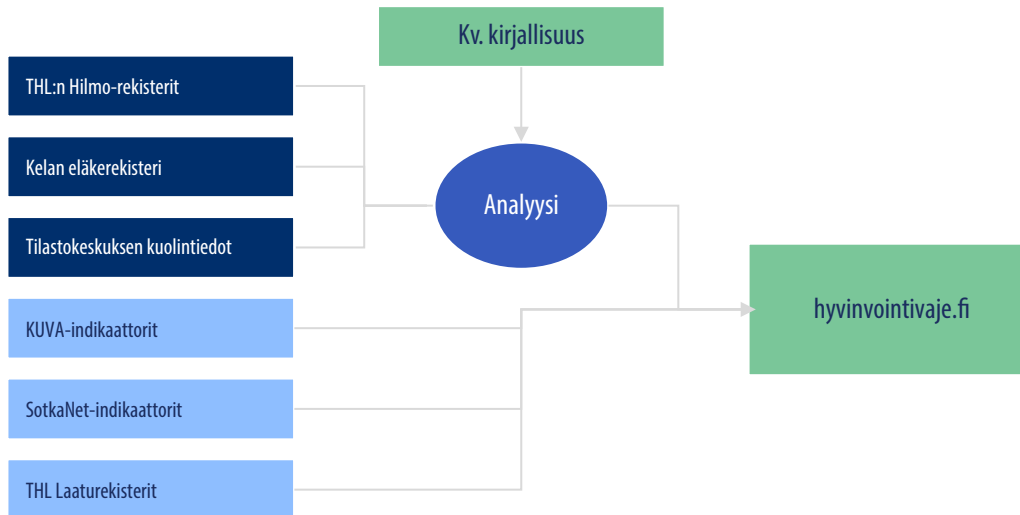 Kv. kirjallisuus
THL:n Hilmo-rekisterit
Kelan eläkerekisteri
Analyysi
Tilastokeskuksen kuolintiedot
hyvinvointivaje.fi
KUVA-indikaattorit
SotkaNet-indikaattorit
THL Laaturekisterit